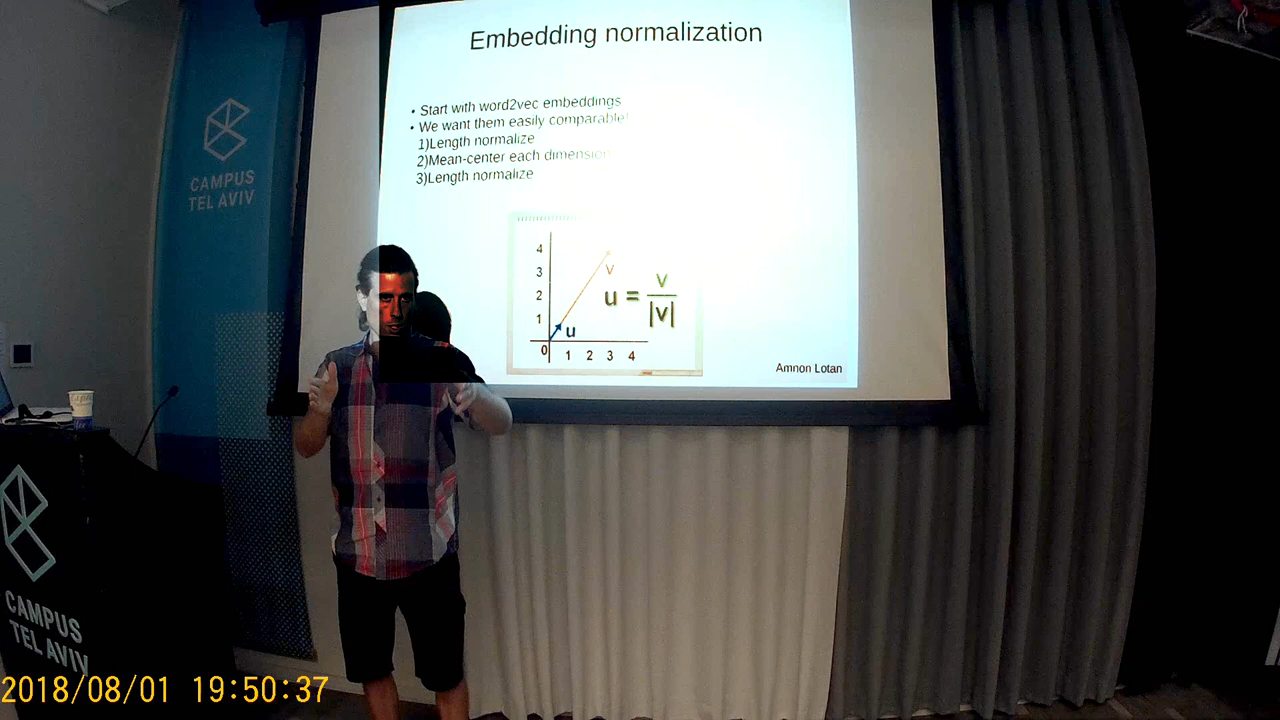 Embedding normalization
• Start with word2vec embeddings
• We want them easily comparable!
1)Length normalize
2)Mean-center each dimension
3)Length normalize
4
3
2
1
0 1 2 3 4
v
u
u = v / |v|
Amnon Lotan
CAMPUS
TEL AVIV
CAMPUS
TEL AVIV
2018/08/01 19:50:37